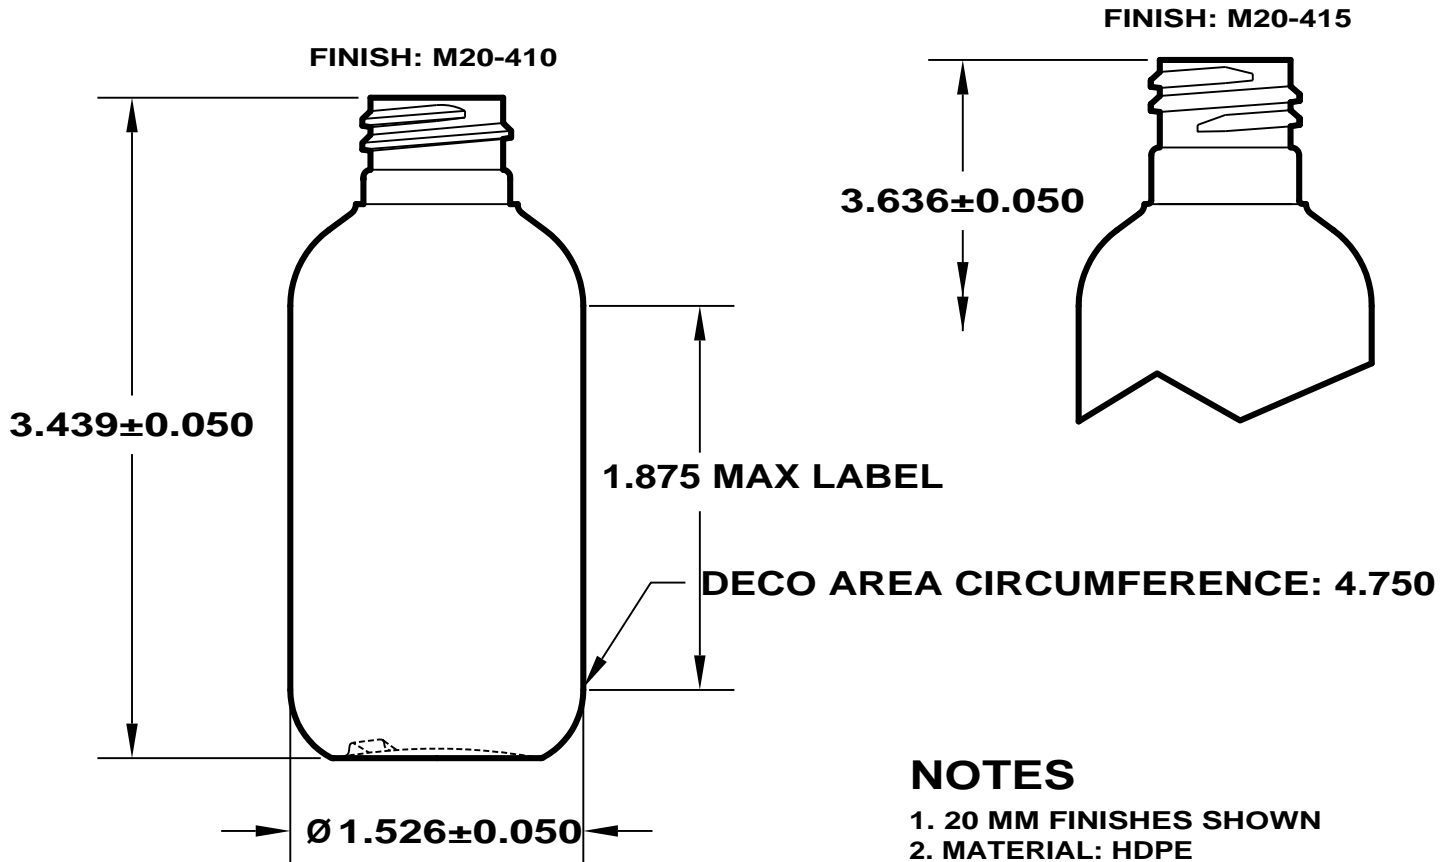 FINISH: M20-410
FINISH: M20-415
3.636±0.050
3.439±0.050
1.875 MAX LABEL
DECO AREA CIRCUMFERENCE: 4.750
Ø 1.526±0.050
NOTES
1. 20 MM FINISHES SHOWN
2. MATERIAL: HDPE